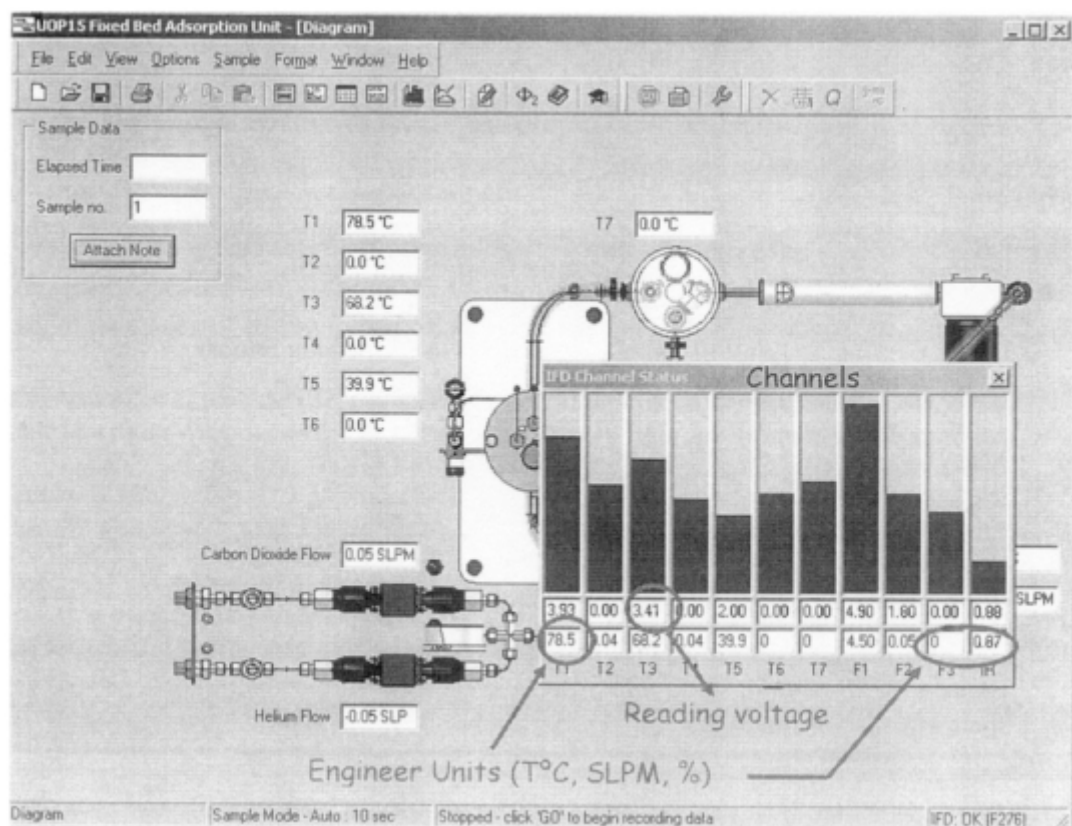 UOP15 Fixed Bed Adsorption Unit - [Diagram]
File Edit View Options Sample Format Window Help
Sample Data
Elapsed Time
Sample no. 1
Attach Note
T1 78.5 °C
T2 0.0 °C
T3 68.2 °C
T4 0.0 °C
T5 39.9 °C
T6 0.0 °C
T7 0.0 °C
IFD Channel Status Channels
Carbon Dioxide Flow 0.05 SLPM
SLPM
3.93 0.00 3.41 0.00 2.00 0.00 0.00 4.90 1.80 0.00 0.88
78.5 0.04 68.2 0.04 39.9 0 0 4.50 0.05 0 0.87
T1 T2 T3 T4 T5 T6 T7 F1 F2 F3 IR
Helium Flow -0.05 SLP
Reading voltage
Engineer Units (T°C, SLPM, %)
Diagram Sample Mode - Auto : 10 sec Stopped - click 'GO' to begin recording data IFD: OK [F276]